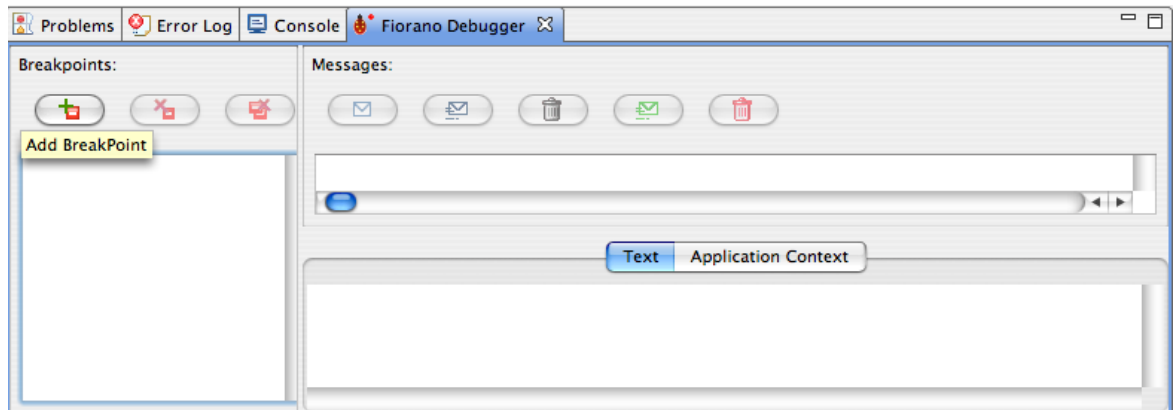 Problems Error Log Console Fiorano Debugger
Breakpoints:
Messages:
Add BreakPoint
Text Application Context